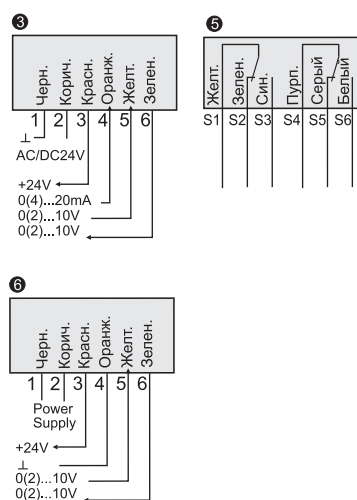 3
Черн.
Корич.
Красн.
Оранж.
Желт.
Зелен.
1 2 3 4 5 6
⊥
AC/DC24V
+24V
0(4)...20mA
0(2)...10V
0(2)...10V
5
Желт.
Зелен.
Син.
Пурп.
Серый
Белый
S1 S2 S3 S4 S5 S6
6
Черн.
Корич.
Красн.
Оранж.
Желт.
Зелен.
1 2 3 4 5 6
Power
Supply
+24V
⊥
0(2)...10V
0(2)...10V